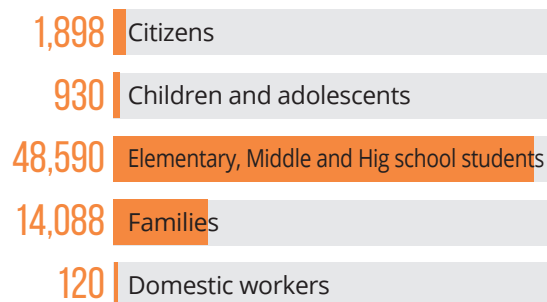 1,898 Citizens
930 Children and adolescents
48,590 Elementary, Middle and Hig school students
14,088 Families
120 Domestic workers